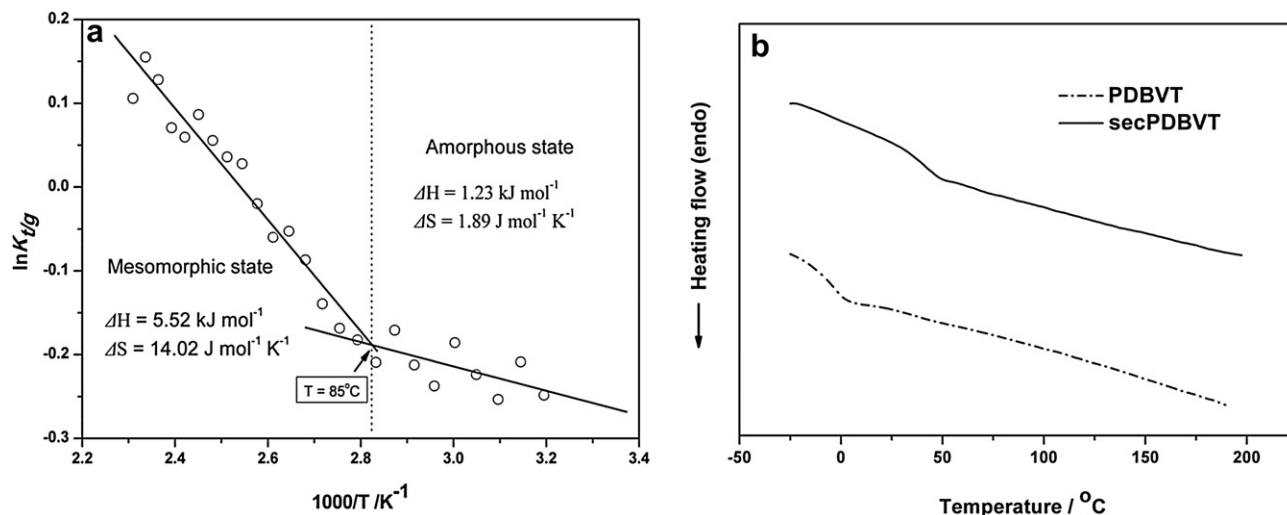 a
0.2
0.1
0.0
-0.1
-0.2
-0.3
lnK_{t/g}
Amorphous state
ΔH = 1.23 kJ mol⁻¹
ΔS = 1.89 J mol⁻¹ K⁻¹
Mesomorphic state
ΔH = 5.52 kJ mol⁻¹
ΔS = 14.02 J mol⁻¹ K⁻¹
T = 85°C
2.2 2.4 2.6 2.8 3.0 3.2 3.4
1000/T /K⁻¹
b
PDBVT
secPDBVT
Heating flow (endo)
-50 0 50 100 150 200
Temperature / °C